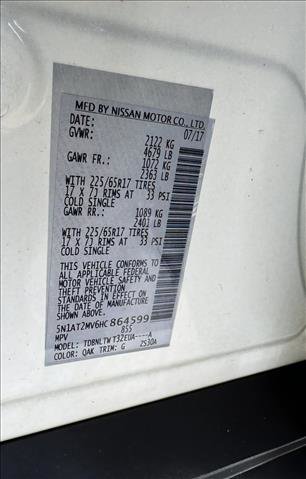 MFD BY NISSAN MOTOR CO., LTD.
DATE: 07/17
GVWR: 2122 KG
4679 LB
GAWR FR.: 1072 KG
2363 LB
WITH 225/65R17 TIRES
17 X 7J RIMS AT 33 PSI
COLD SINGLE
GAWR RR.: 1089 KG
2401 LB
WITH 225/65R17 TIRES
17 X 7J RIMS AT 33 PSI
COLD SINGLE
THIS VEHICLE CONFORMS TO
ALL APPLICABLE FEDERAL
MOTOR VEHICLE SAFETY AND
THEFT PREVENTION
STANDARDS IN EFFECT ON
THE DATE OF MANUFACTURE
SHOWN ABOVE.
5N1AT2MV6HC 864599
MPV 855
MODEL: TDBNLTW T32EUA----A
COLOR: QAK TRIM: G 2S30A